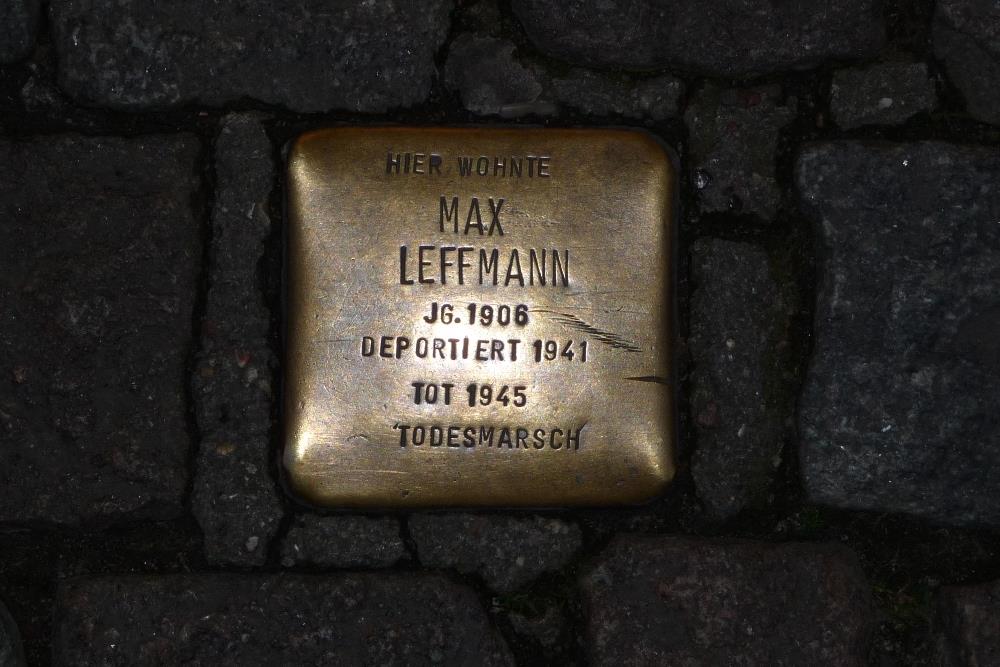 HIER WOHNTE
MAX
LEFFMANN
JG. 1906
DEPORTIERT 1941
TOT 1945
'TODESMARSCH'